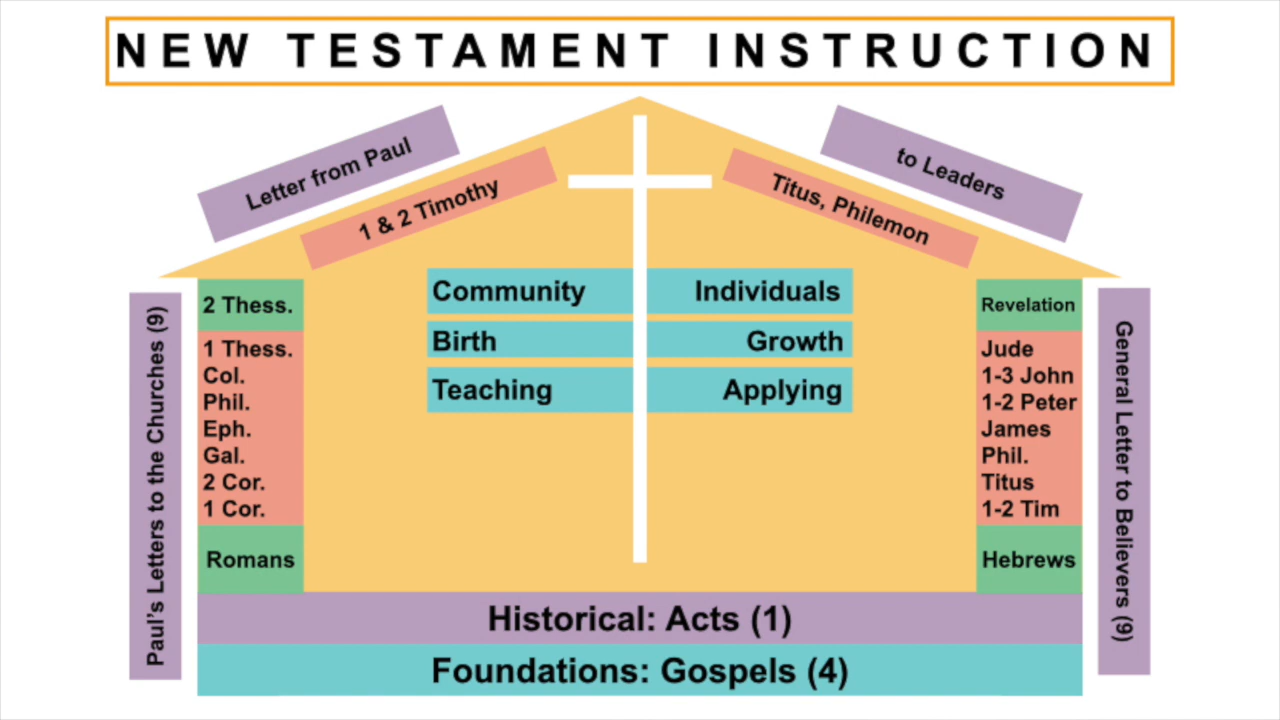 NEW TESTAMENT INSTRUCTION
Letter from Paul
to Leaders
1 & 2 Timothy
Titus, Philemon
Paul's Letters to the Churches (9)
2 Thess.
1 Thess.
Col.
Phil.
Eph.
Gal.
2 Cor.
1 Cor.
Romans
Community
Individuals
Birth
Growth
Teaching
Applying
Revelation
Jude
1-3 John
1-2 Peter
James
Phil.
Titus
1-2 Tim
Hebrews
General Letter to Believers (9)
Historical: Acts (1)
Foundations: Gospels (4)